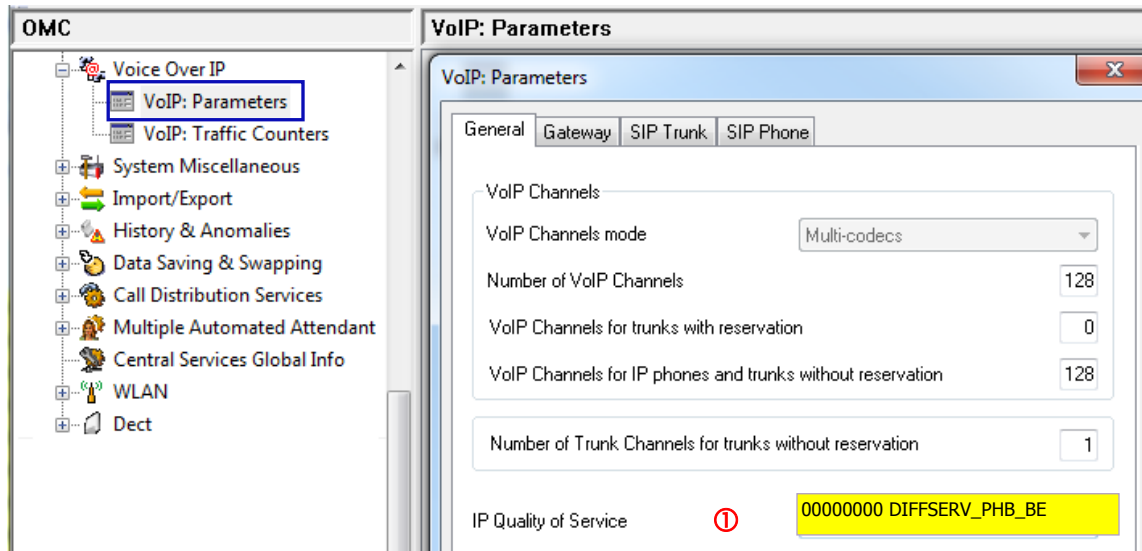 OMC
Voice Over IP
VoIP: Parameters
VoIP: Traffic Counters
System Miscellaneous
Import/Export
History & Anomalies
Data Saving & Swapping
Call Distribution Services
Multiple Automated Attendant
Central Services Global Info
WLAN
Dect
VoIP: Parameters
VoIP: Parameters
General Gateway SIP Trunk SIP Phone
VoIP Channels
VoIP Channels mode Multi-codecs
Number of VoIP Channels 128
VoIP Channels for trunks with reservation 0
VoIP Channels for IP phones and trunks without reservation 128
Number of Trunk Channels for trunks without reservation 1
IP Quality of Service ① 00000000 DIFFSERV_PHB_BE